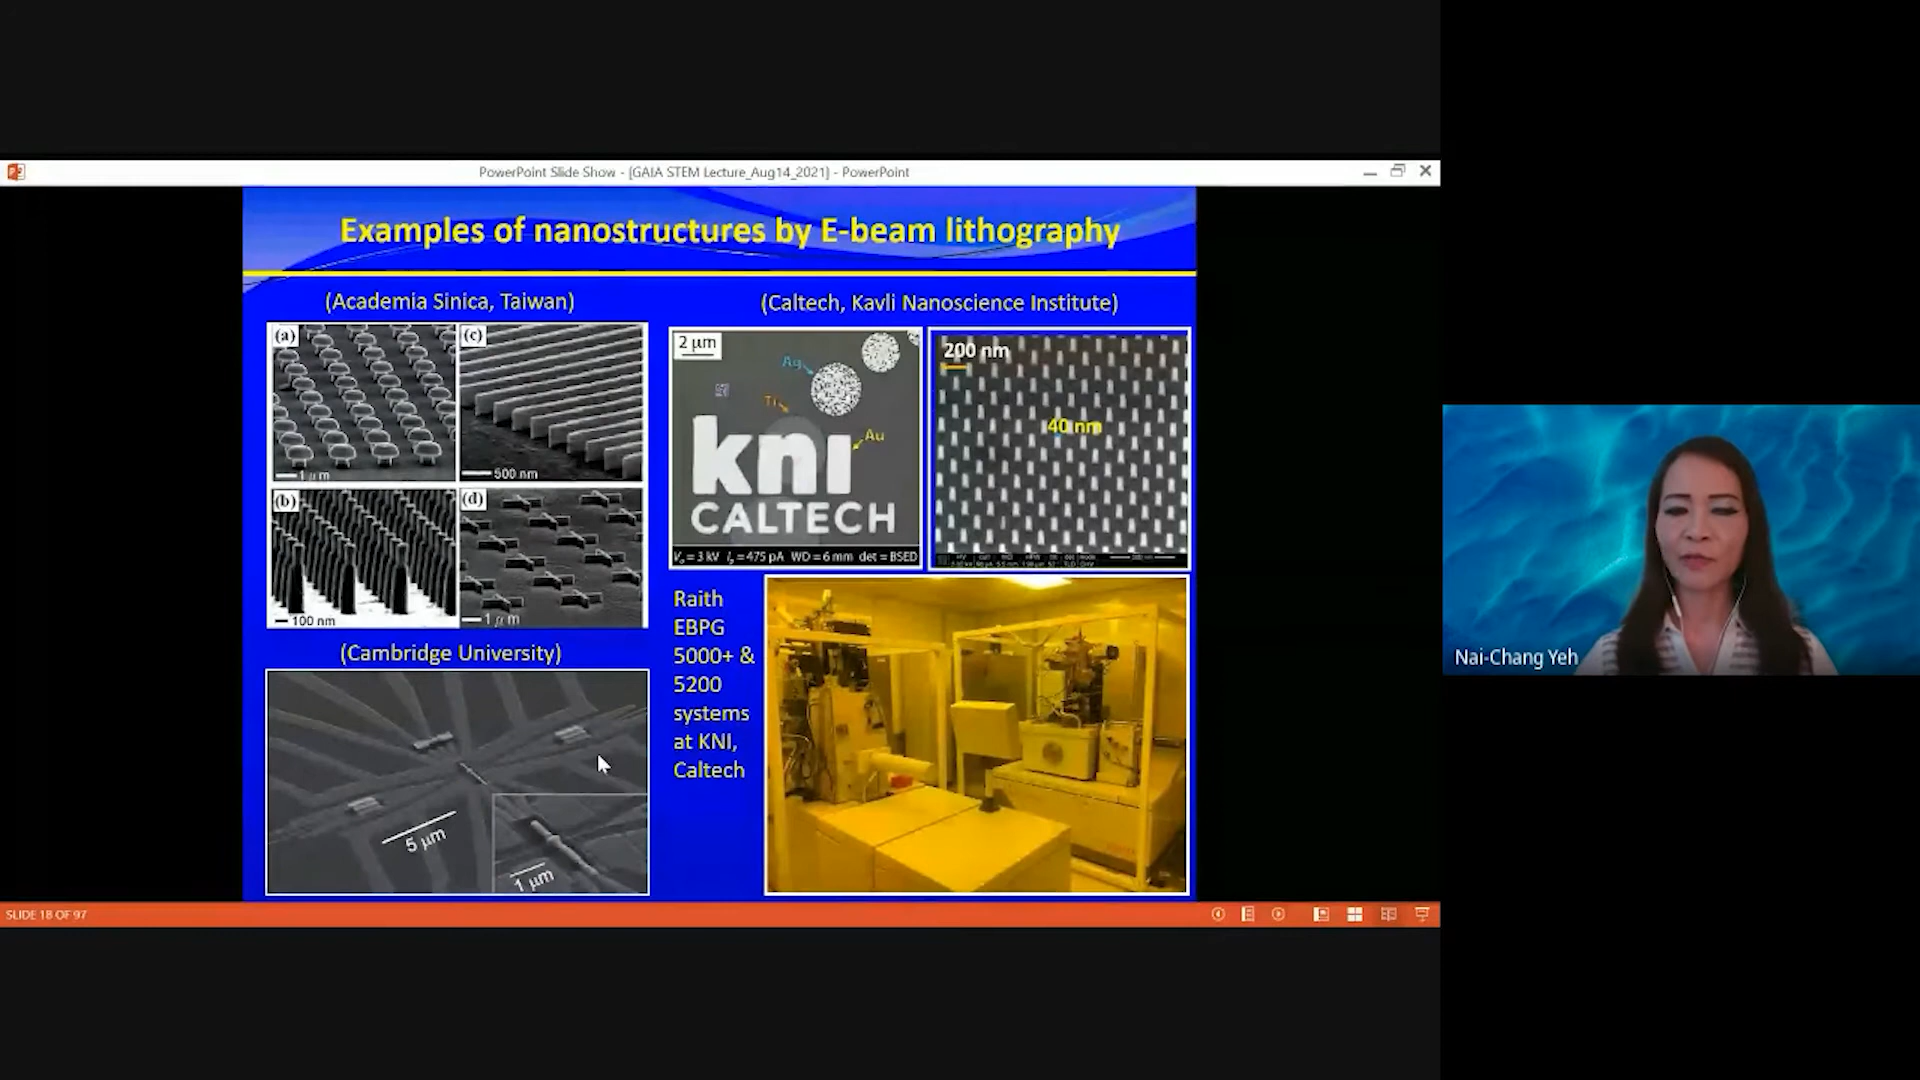 PowerPoint Slide Show - [GAIA STEM Lecture_Aug14_2021] - PowerPoint
Examples of nanostructures by E-beam lithography
(Academia Sinica, Taiwan)
(a)
1 μm
(c)
500 nm
(b)
100 nm
(d)
1 μm
(Cambridge University)
5 μm
1 μm
(Caltech, Kavli Nanoscience Institute)
2 μm
Ag
Ti
Au
kni
CALTECH
= 3 kV
= 475 pA WD = 6 mm det = BSED
200 nm
40 nm
Raith
EBPG
5000+ &
5200
systems
at KNI,
Caltech
SLIDE 18 OF 97
Nai-Chang Yeh